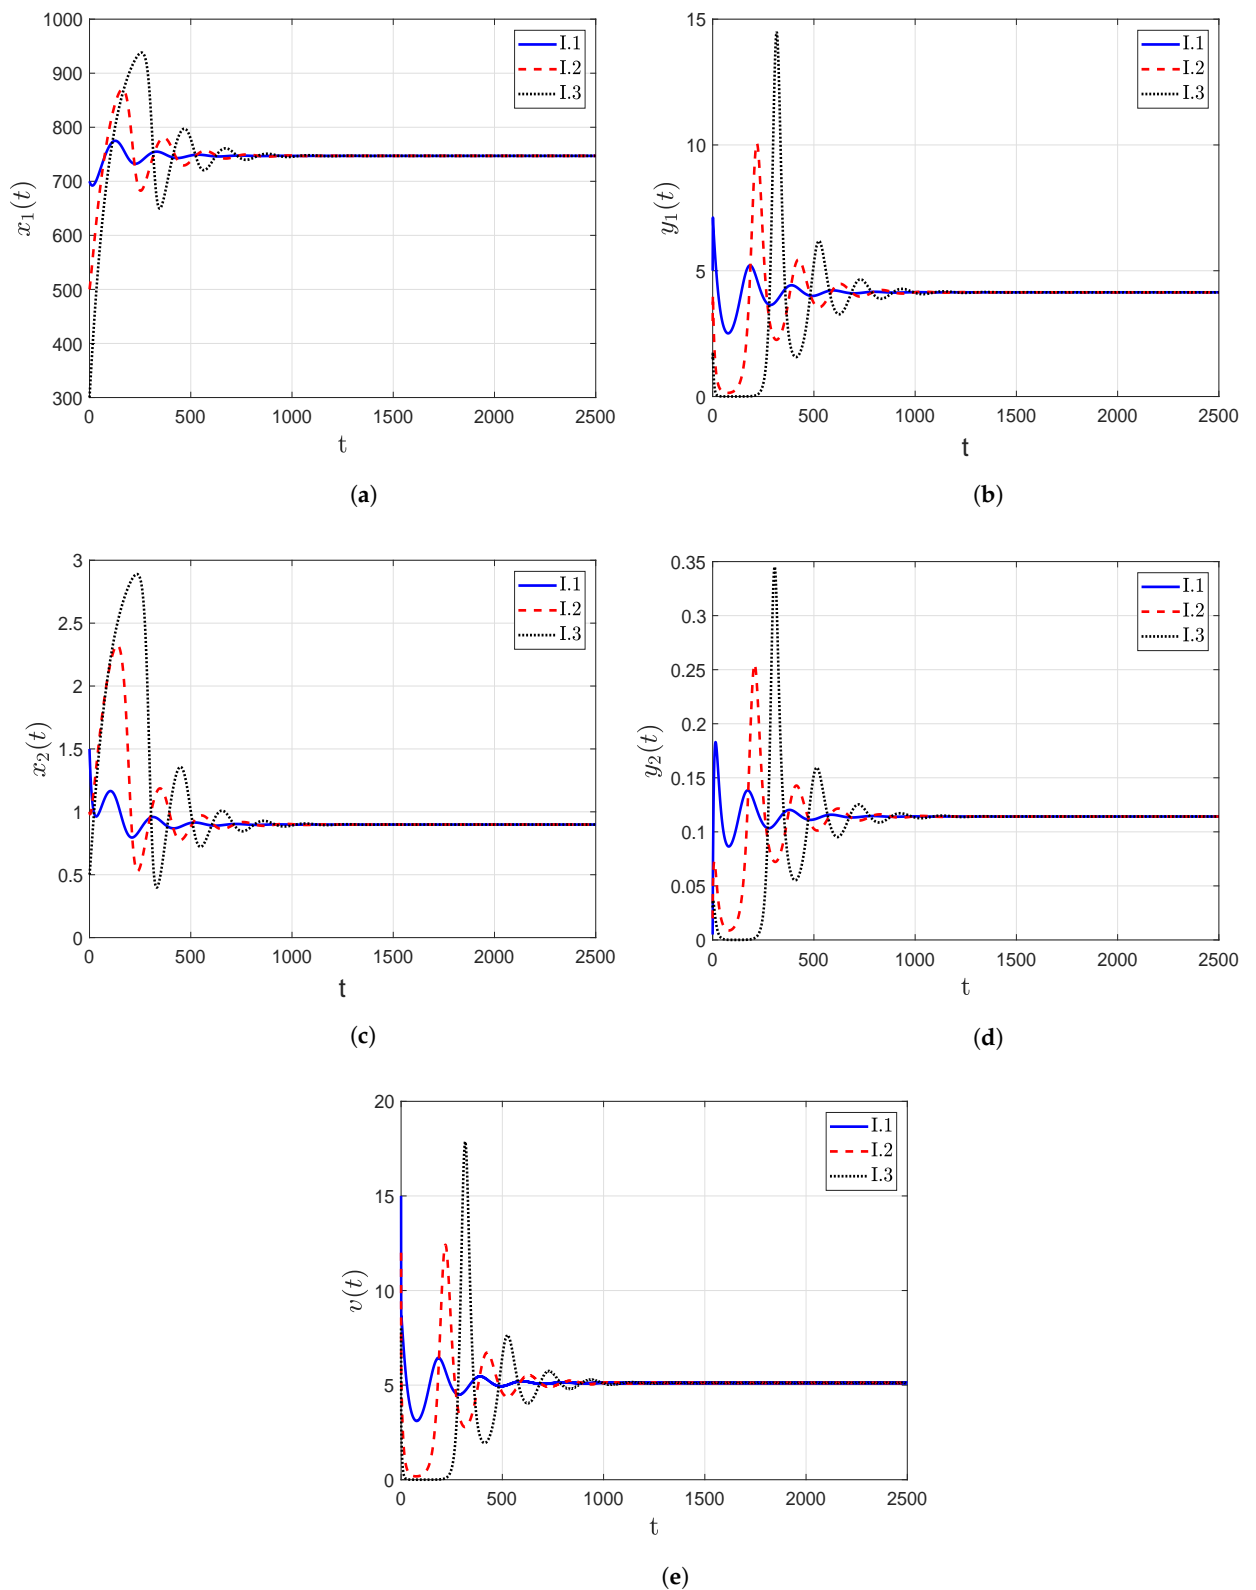 1000
900
800
700
600
500
400
300
x₁(t)
I.1
I.2
I.3
0 500 1000 1500 2000 2500
t
(a)
15
10
5
0
y₁(t)
I.1
I.2
I.3
0 500 1000 1500 2000 2500
t
(b)
3
2.5
2
1.5
1
0.5
0
x₂(t)
I.1
I.2
I.3
0 500 1000 1500 2000 2500
t
(c)
0.35
0.3
0.25
0.2
0.15
0.1
0.05
0
y₂(t)
I.1
I.2
I.3
0 500 1000 1500 2000 2500
t
(d)
20
15
10
5
0
v(t)
I.1
I.2
I.3
0 500 1000 1500 2000 2500
t
(e)